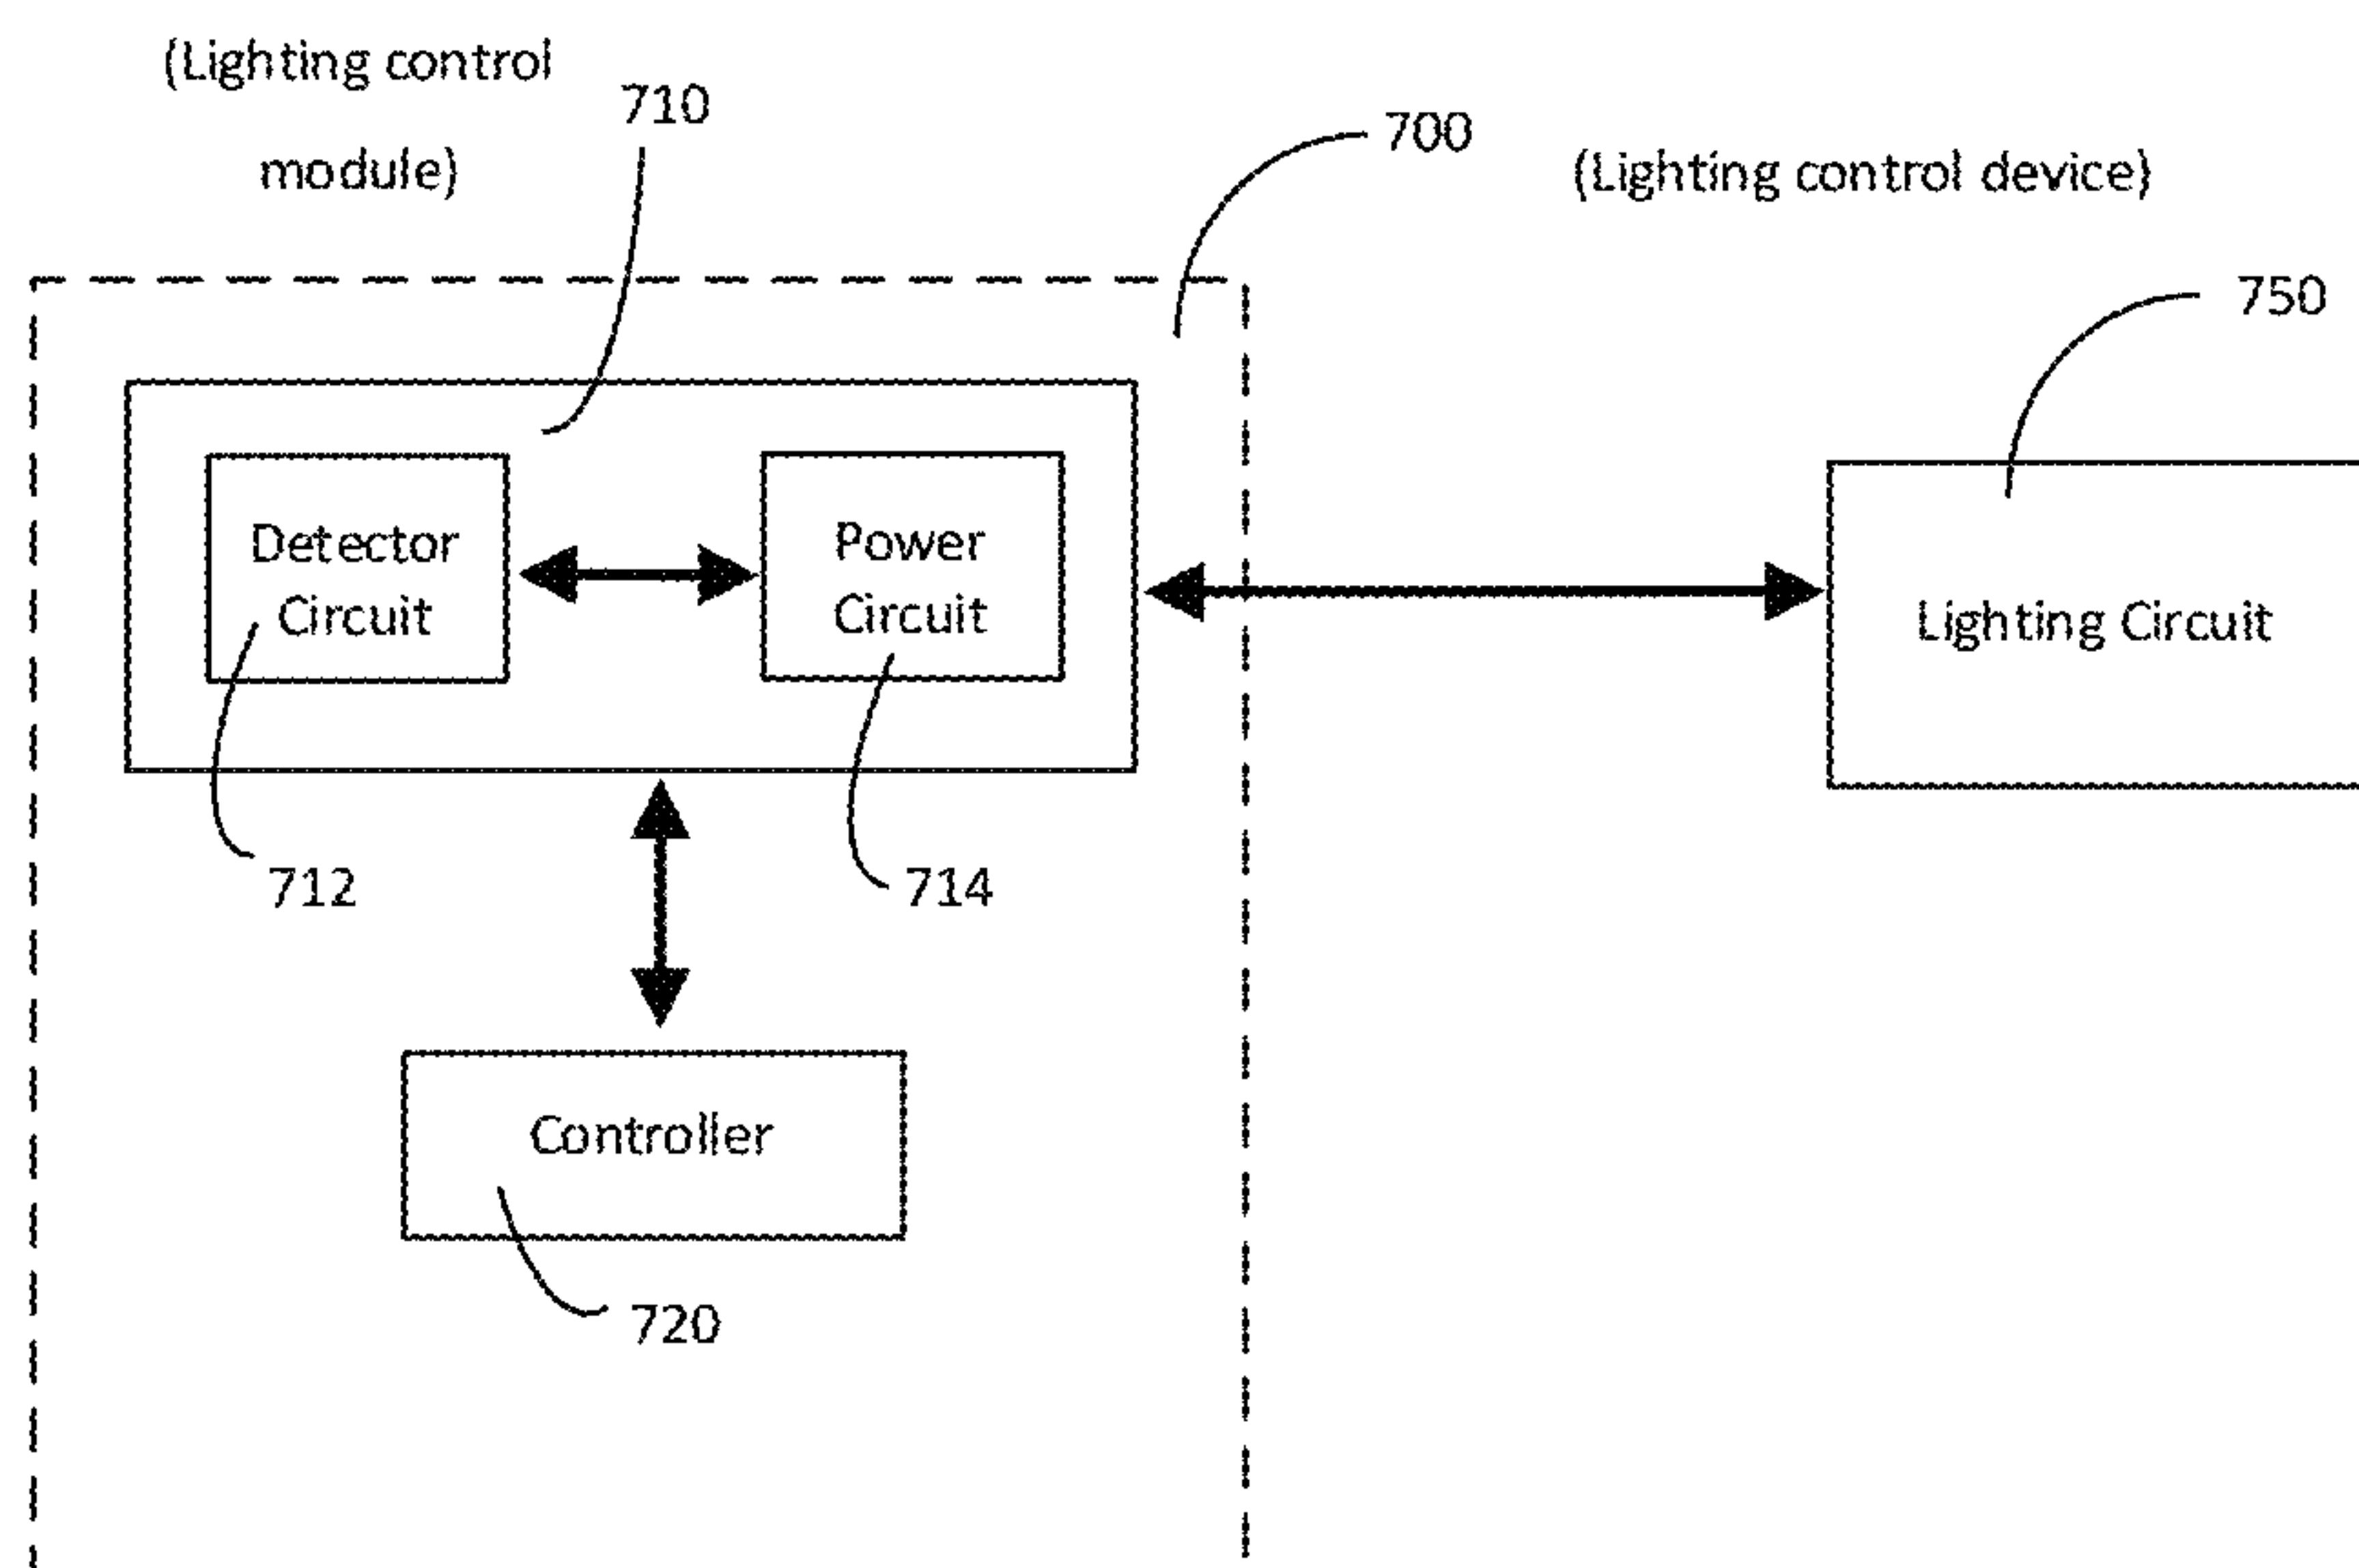 (Lighting control
module)
710
700
(Lighting control device)
750
Detector
Circuit
Power
Circuit
Lighting Circuit
712
714
Controller
720